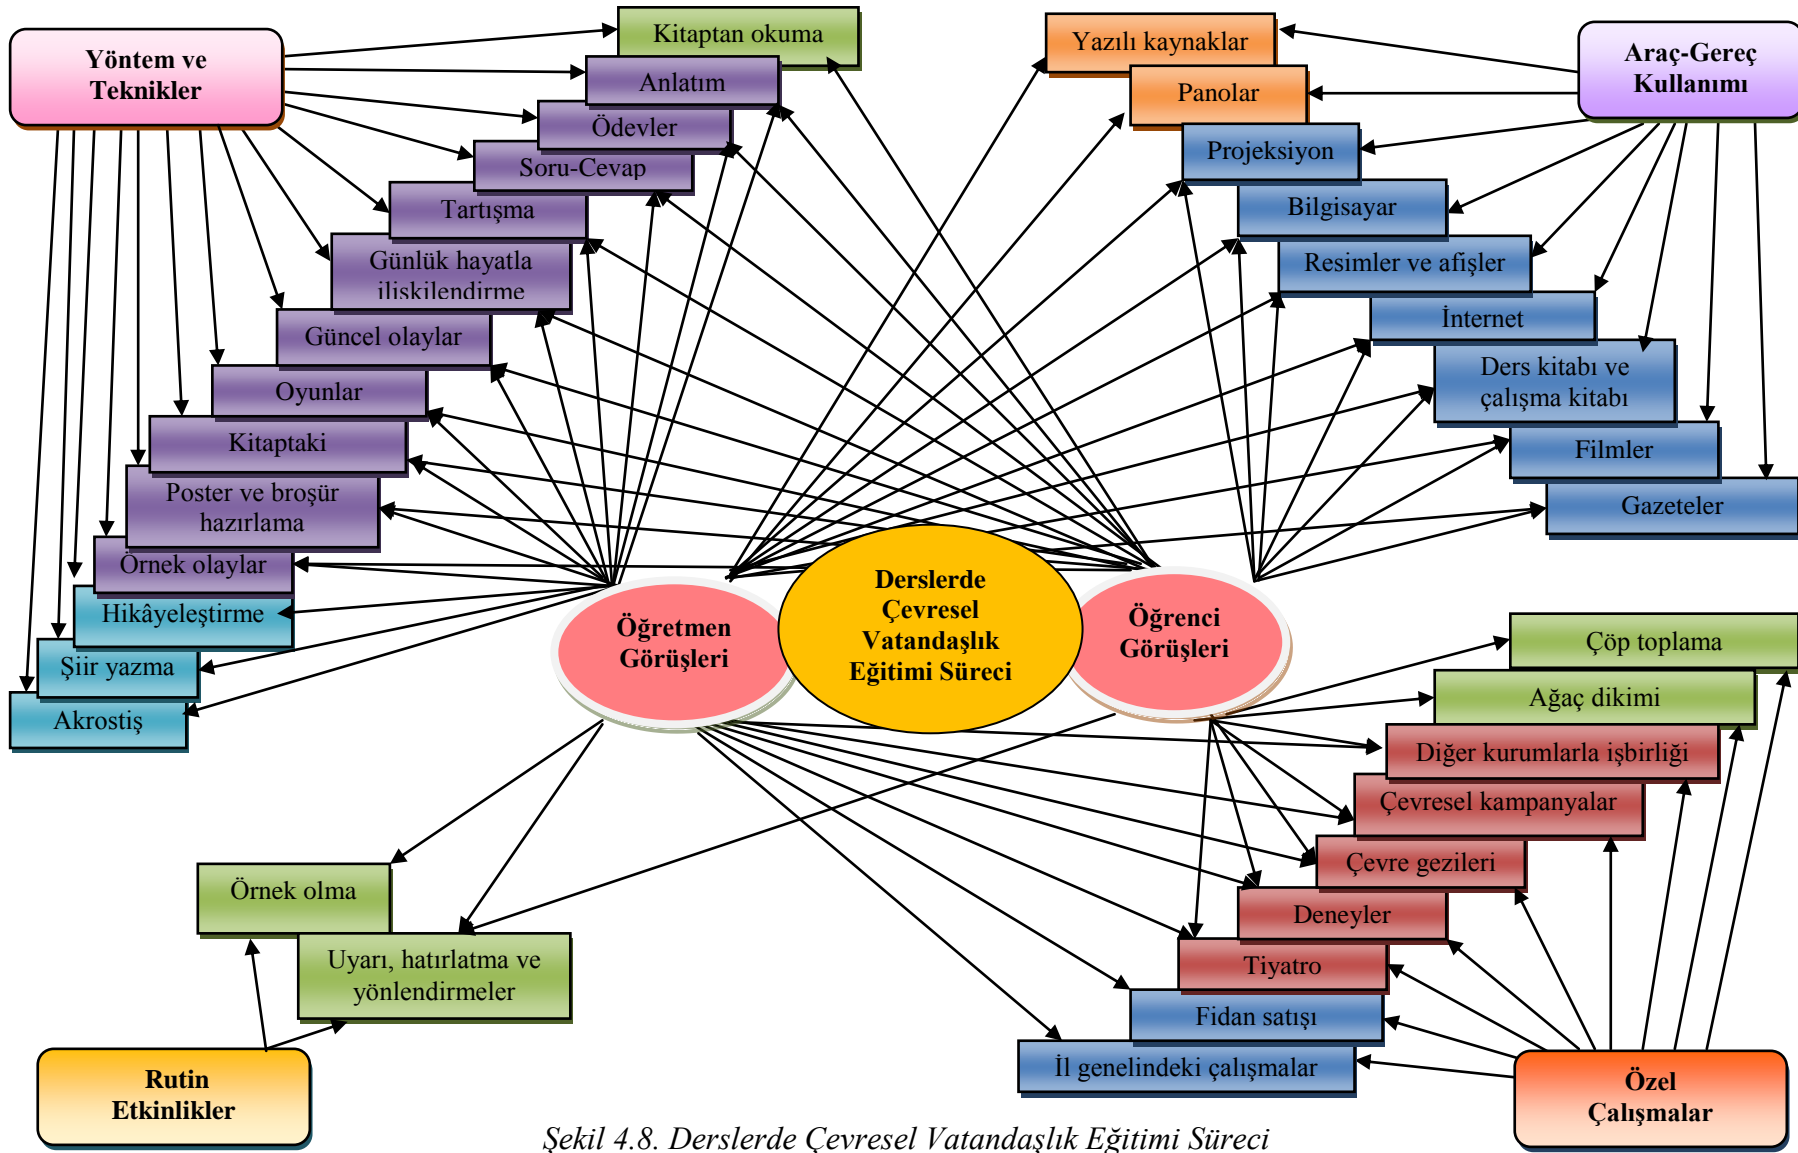 Yöntem ve
Teknikler
Kitaptan okuma
Anlatım
Ödevler
Soru-Cevap
Tartışma
Günlük hayatla
ilişkilendirme
Güncel olaylar
Oyunlar
Kitaptaki
Poster ve broşür
hazırlama
Örnek olaylar
Hikâyeleştirme
Şiir yazma
Akrostiş
Yazılı kaynaklar
Panolar
Projeksiyon
Bilgisayar
Resimler ve afişler
İnternet
Ders kitabı ve
çalışma kitabı
Filmler
Gazeteler
Araç-Gereç
Kullanımı
Öğretmen
Görüşleri
Derslerde
Çevresel
Vatandaşlık
Eğitimi Süreci
Öğrenci
Görüşleri
Çöp toplama
Ağaç dikimi
Diğer kurumlarla işbirliği
Çevresel kampanyalar
Çevre gezileri
Deneyler
Tiyatro
Fidan satışı
İl genelindeki çalışmalar
Örnek olma
Uyarı, hatırlatma ve
yönlendirmeler
Rutin
Etkinlikler
Özel
Çalışmalar
Şekil 4.8. Derslerde Çevresel Vatandaşlık Eğitimi Süreci